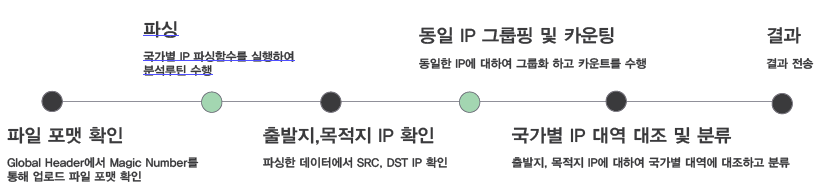 파싱
국가별 IP 파싱함수를 실행하여
분석루틴 수행
동일 IP 그룹핑 및 카운팅
동일한 IP에 대하여 그룹화 하고 카운트를 수행
결과
결과 전송
파일 포맷 확인
Global Header에서 Magic Number를
통해 업로드 파일 포맷 확인
출발지,목적지 IP 확인
파싱한 데이터에서 SRC, DST IP 확인
국가별 IP 대역 대조 및 분류
출발지, 목적지 IP에 대하여 국가별 대역에 대조하고 분류